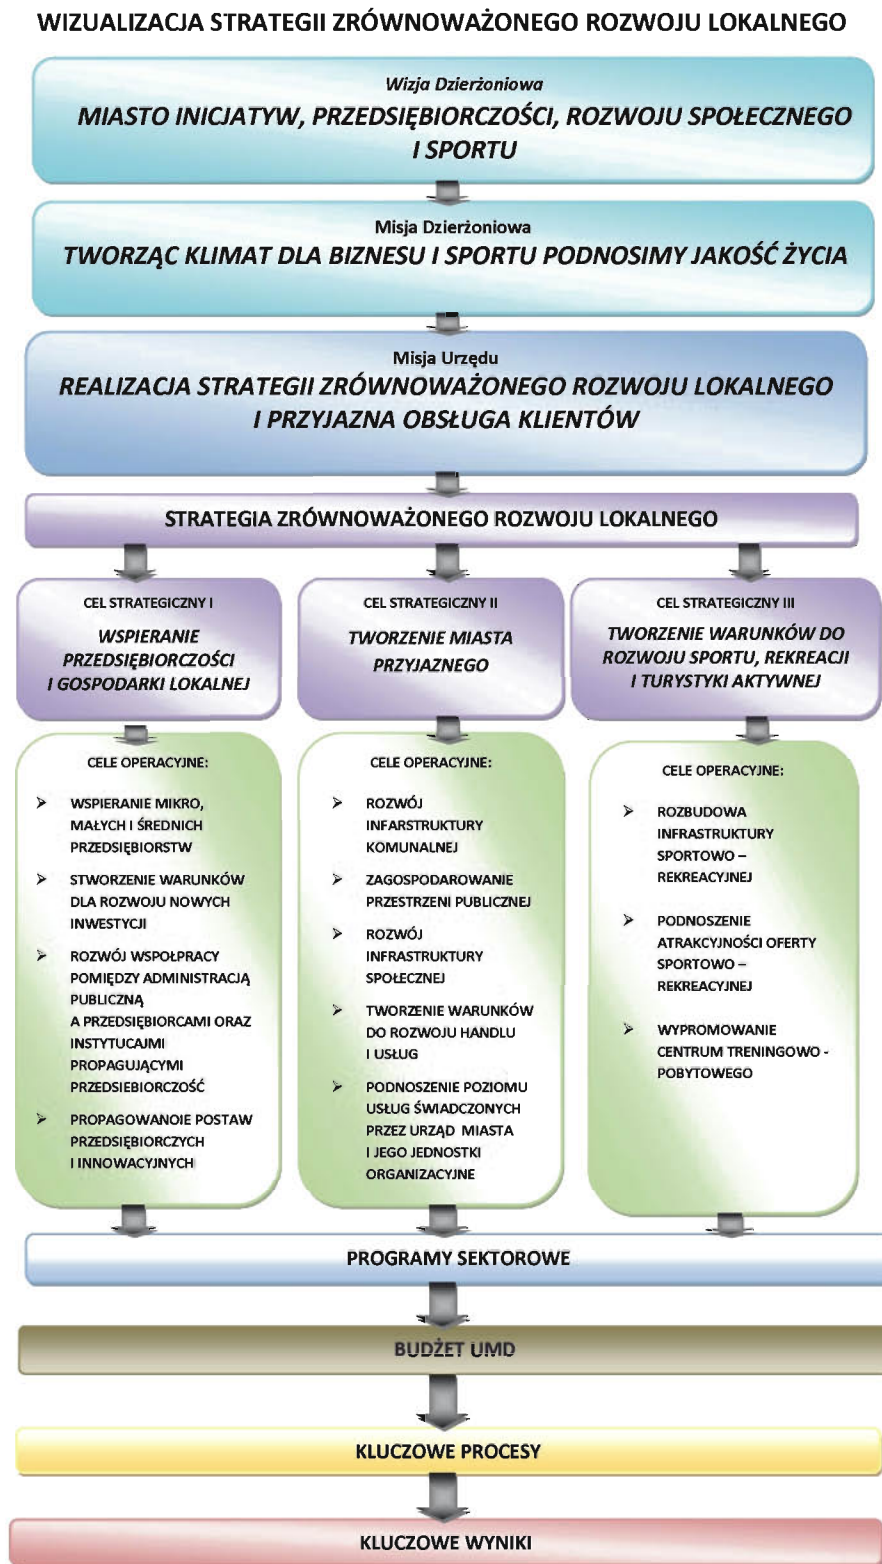 WIZUALIZACJA STRATEGII ZRÓWNOWAŻONEGO ROZWOJU LOKALNEGO
Wizja Dzierżoniowa
MIASTO INICJATYW, PRZEDSIĘBIORCZOŚCI, ROZWOJU SPOŁECZNEGO
I SPORTU
Misja Dzierżoniowa
TWORZĄC KLIMAT DLA BIZNESU I SPORTU PODNOSIMY JAKOŚĆ ŻYCIA
Misja Urzędu
REALIZACJA STRATEGII ZRÓWNOWAŻONEGO ROZWOJU LOKALNEGO
I PRZYJAZNA OBSŁUGA KLIENTÓW
STRATEGIA ZRÓWNOWAŻONEGO ROZWOJU LOKALNEGO
CEL STRATEGICZNY I
WSPIERANIE
PRZEDSIĘBIORCZOŚCI
I GOSPODARKI LOKALNEJ
CEL STRATEGICZNY II
TWORZENIE MIASTA
PRZYJAZNEGO
CEL STRATEGICZNY III
TWORZENIE WARUNKÓW DO
ROZWOJU SPORTU, REKREACJI
I TURYSTYKI AKTYWNEJ
CELE OPERACYJNE:
➢ WSPIERANIE MIKRO,
MAŁYCH I ŚREDNICH
PRZEDSIĘBIORSTW
➢ STWORZENIE WARUNKÓW
DLA ROZWOJU NOWYCH
INWESTYCJI
➢ ROZWÓJ WSPÓŁPRACY
POMIĘDZY ADMINISTRACJĄ
PUBLICZNĄ
A PRZEDSIĘBIORCAMI ORAZ
INSTYTUCAJMI
PROPAGUJĄCYMI
PRZEDSIEBIORCZOŚĆ
➢ PROPAGOWANOIE POSTAW
PRZEDSIĘBIORCZYCH
I INNOWACYJNYCH
CELE OPERACYJNE:
➢ ROZWÓJ
INFARSTRUKTURY
KOMUNALNEJ
➢ ZAGOSPODAROWANIE
PRZESTRZENI PUBLICZNEJ
➢ ROZWÓJ
INFRASTRUKTURY
SPOŁECZNEJ
➢ TWORZENIE WARUNKÓW
DO ROZWOJU HANDLU
I USŁUG
➢ PODNOSZENIE POZIOMU
USŁUG ŚWIADCZONYCH
PRZEZ URZĄD MIASTA
I JEGO JEDNOSTKI
ORGANIZACYJNE
CELE OPERACYJNE:
➢ ROZBUDOWA
INFRASTRUKTURY
SPORTOWO –
REKREACYJNEJ
➢ PODNOSZENIE
ATRAKCYJNOŚCI OFERTY
SPORTOWO –
REKREACYJNEJ
➢ WYPROMOWANIE
CENTRUM TRENINGOWO -
POBYTOWEGO
PROGRAMY SEKTOROWE
BUDŻET UMD
KLUCZOWE PROCESY
KLUCZOWE WYNIKI